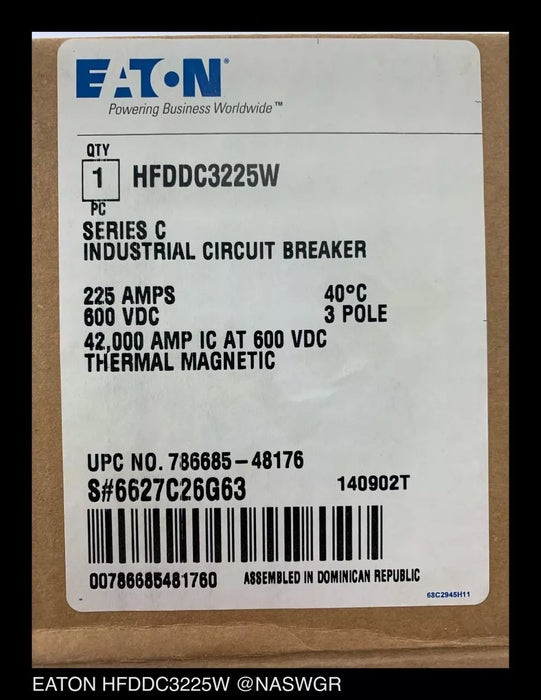 EATON®
Powering Business Worldwide™
QTY
1 HFDDC3225W
PC
SERIES C
INDUSTRIAL CIRCUIT BREAKER
225 AMPS 40°C
600 VDC 3 POLE
42,000 AMP IC AT 600 VDC
THERMAL MAGNETIC
UPC NO. 786685-48176
S#6627C26G63 140902T
00786685481760 ASSEMBLED IN DOMINICAN REPUBLIC
68C2945H11
EATON HFDDC3225W @NASWGR